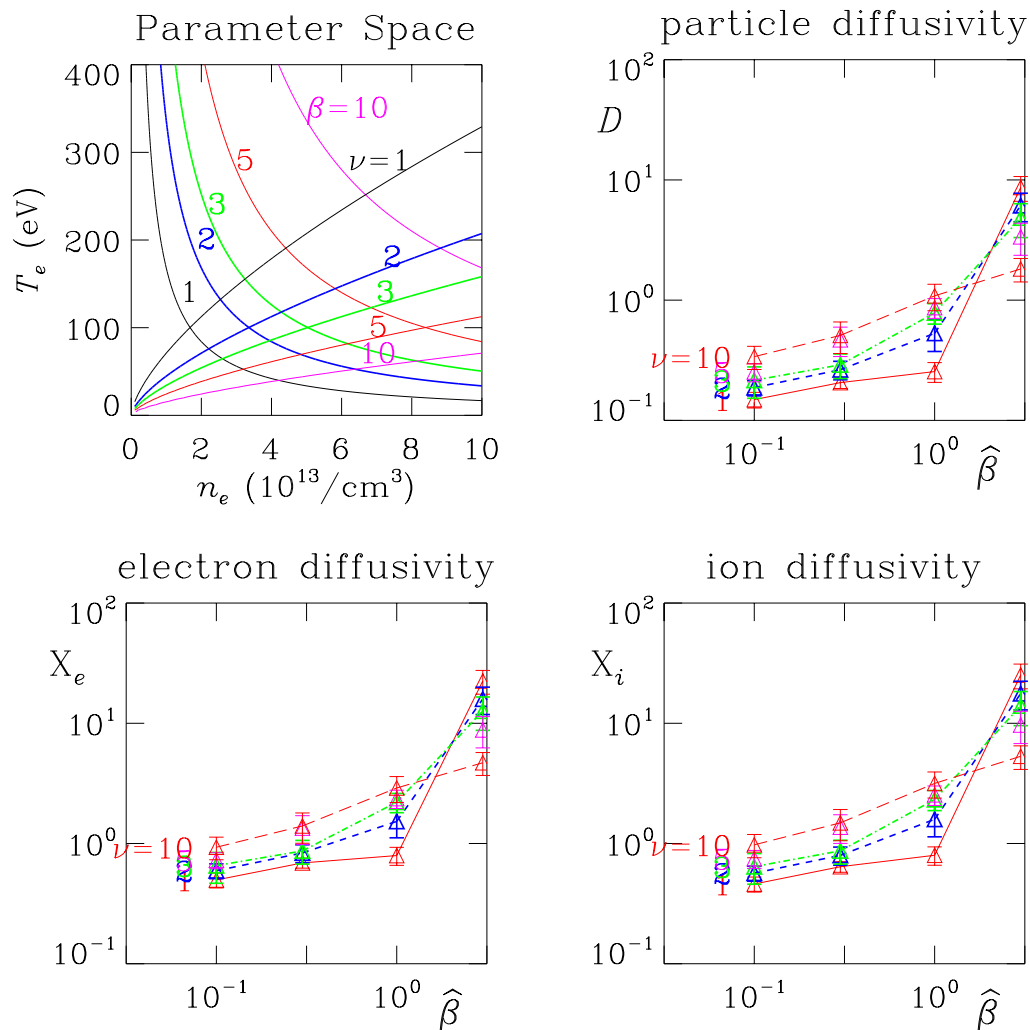 Parameter Space
400
300
200
100
0
T_e (eV)
β=10
ν=1
5
3
2
1
2
3
5
10
0 2 4 6 8 10
n_e (10^13/cm^3)
particle diffusivity
10^2
D
10^1
10^0
ν=10
10^-1
10^-1 10^0 β̂
electron diffusivity
10^2
X_e
10^1
10^0
ν=10
10^-1
10^-1 10^0 β̂
ion diffusivity
10^2
X_i
10^1
10^0
ν=10
10^-1
10^-1 10^0 β̂